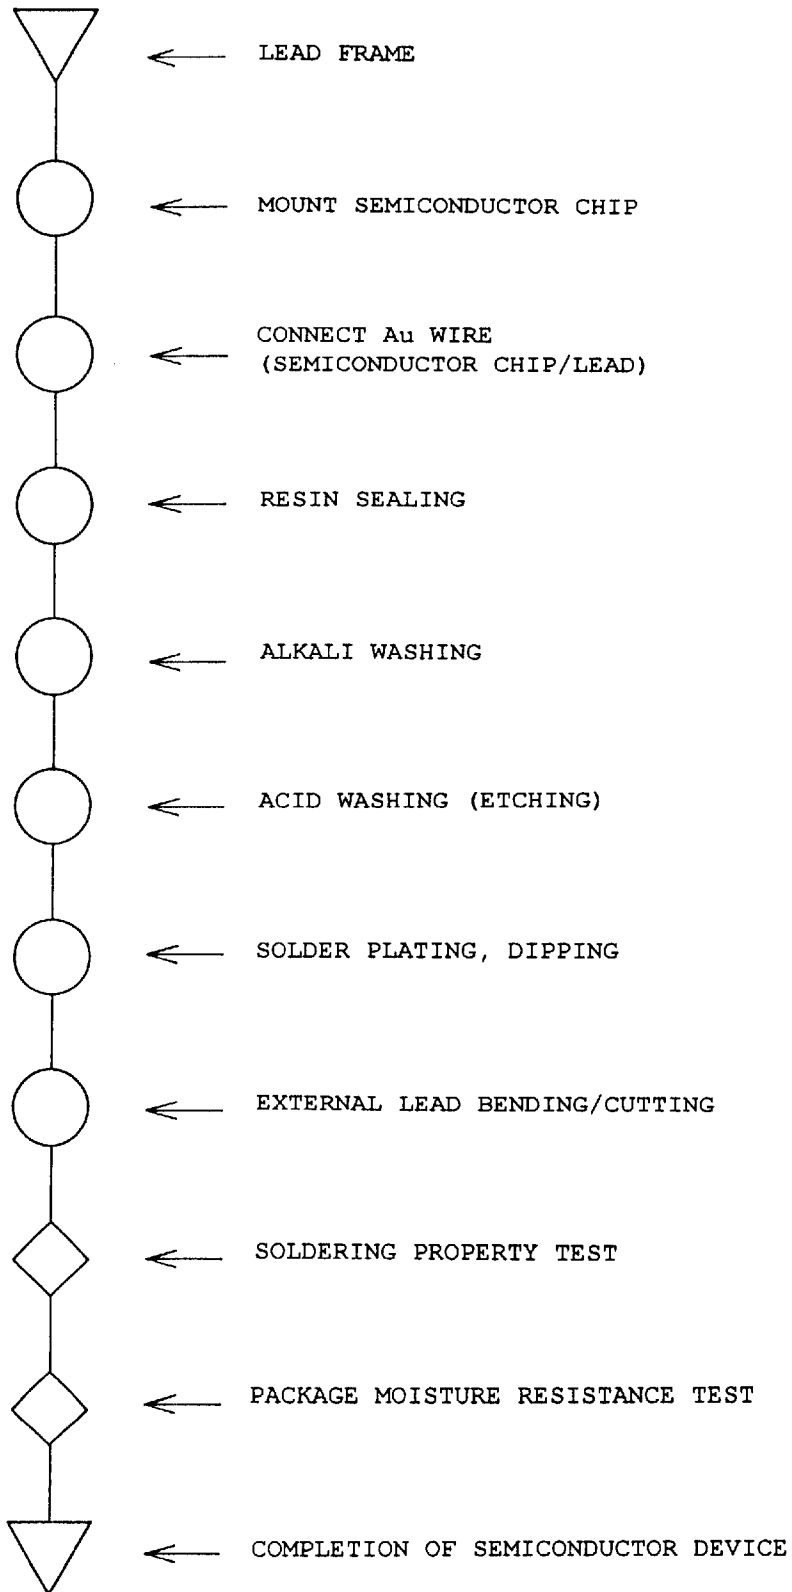 LEAD FRAME
MOUNT SEMICONDUCTOR CHIP
CONNECT Au WIRE
(SEMICONDUCTOR CHIP/LEAD)
RESIN SEALING
ALKALI WASHING
ACID WASHING (ETCHING)
SOLDER PLATING, DIPPING
EXTERNAL LEAD BENDING/CUTTING
SOLDERING PROPERTY TEST
PACKAGE MOISTURE RESISTANCE TEST
COMPLETION OF SEMICONDUCTOR DEVICE